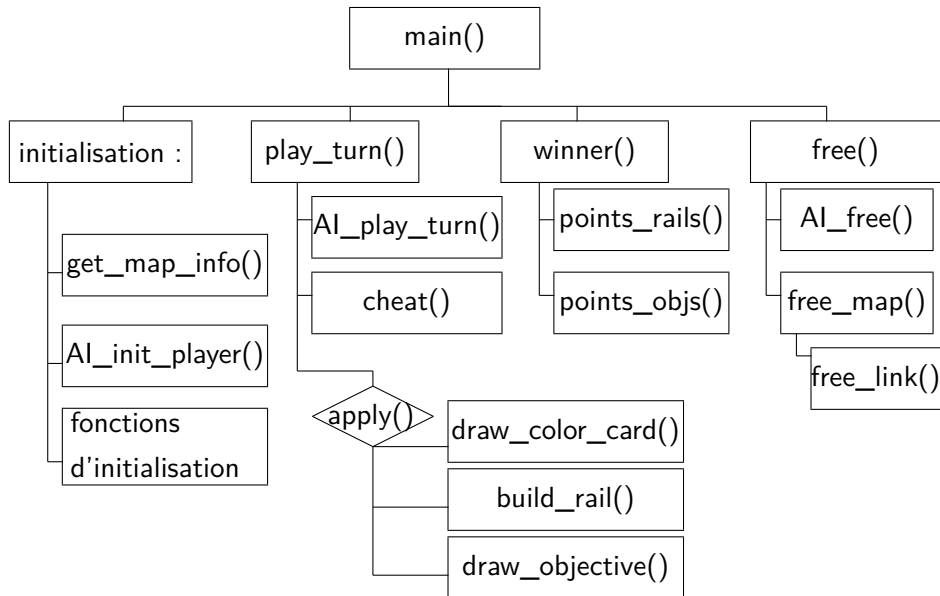 main()
initialisation :
play_turn()
winner()
free()
get_map_info()
AI_init_player()
fonctions
d'initialisation
AI_play_turn()
cheat()
apply()
draw_color_card()
build_rail()
draw_objective()
points_rails()
points_objs()
AI_free()
free_map()
free_link()